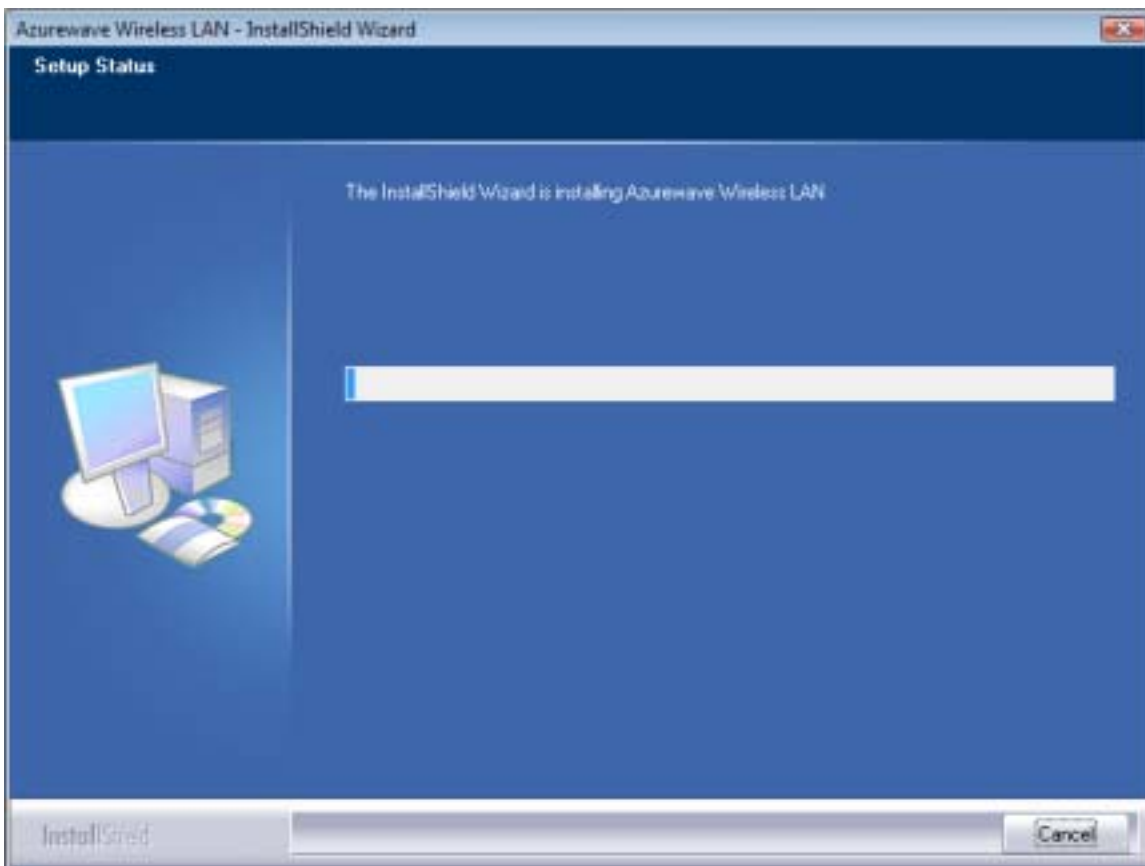 Azurewave Wireless LAN - InstallShield Wizard
Setup Status
The InstallShield Wizard is installing Azurewave Wireless LAN
InstallShield
Cancel